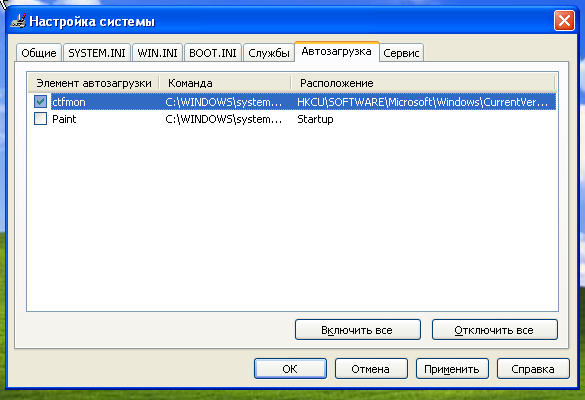 Настройка системы
Общие SYSTEM.INI WIN.INI BOOT.INI Службы Автозагрузка Сервис
Элемент автозагрузки Команда Расположение
ctfmon C:\WINDOWS\system... HKCU\SOFTWARE\Microsoft\Windows\CurrentVer...
Paint C:\WINDOWS\system... Startup
Включить все Отключить все
OK Отмена Применить Справка